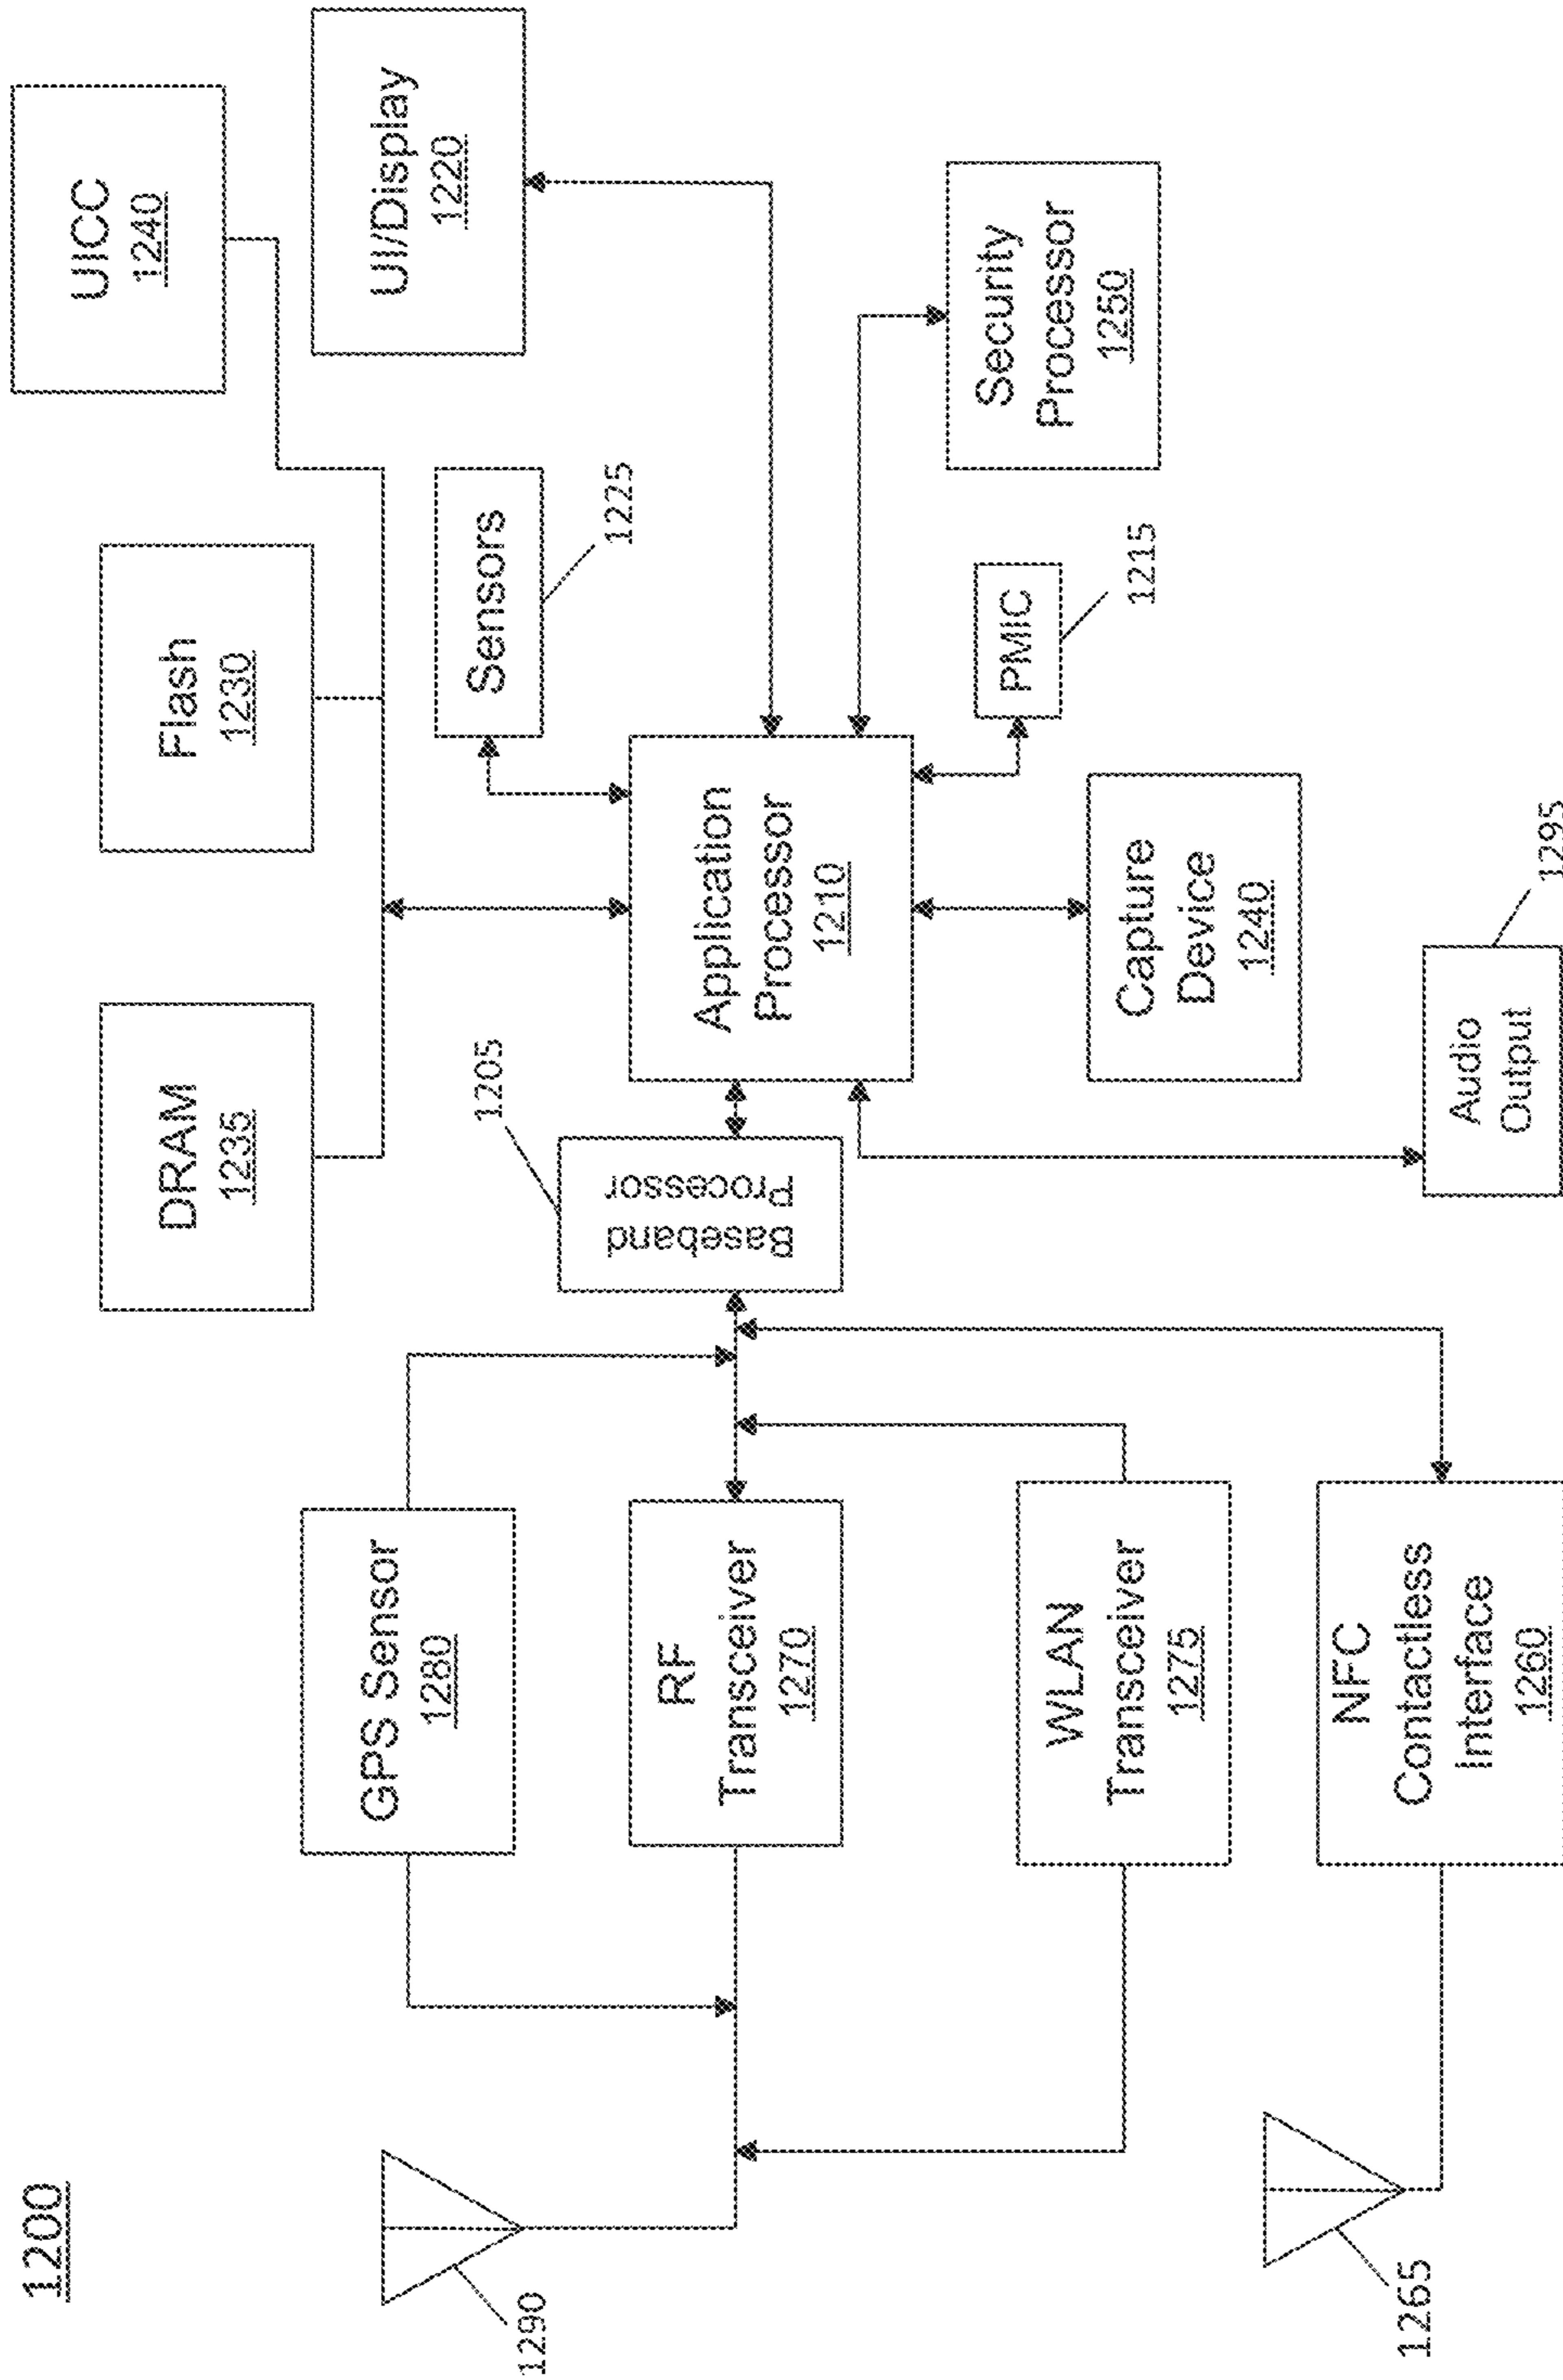 1200
UICC
1240
DRAM
1235
Flash
1230
UI/Display
1220
Sensors
1225
1205
GPS Sensor
1280
1290
Baseband
Processor
Application
Processor
1210
RF
Transceiver
1270
Security
Processor
1250
PMIC
1215
WLAN
Transceiver
1275
Capture
Device
1240
1265
NFC
Contactless
Interface
1260
Audio
Output
1295